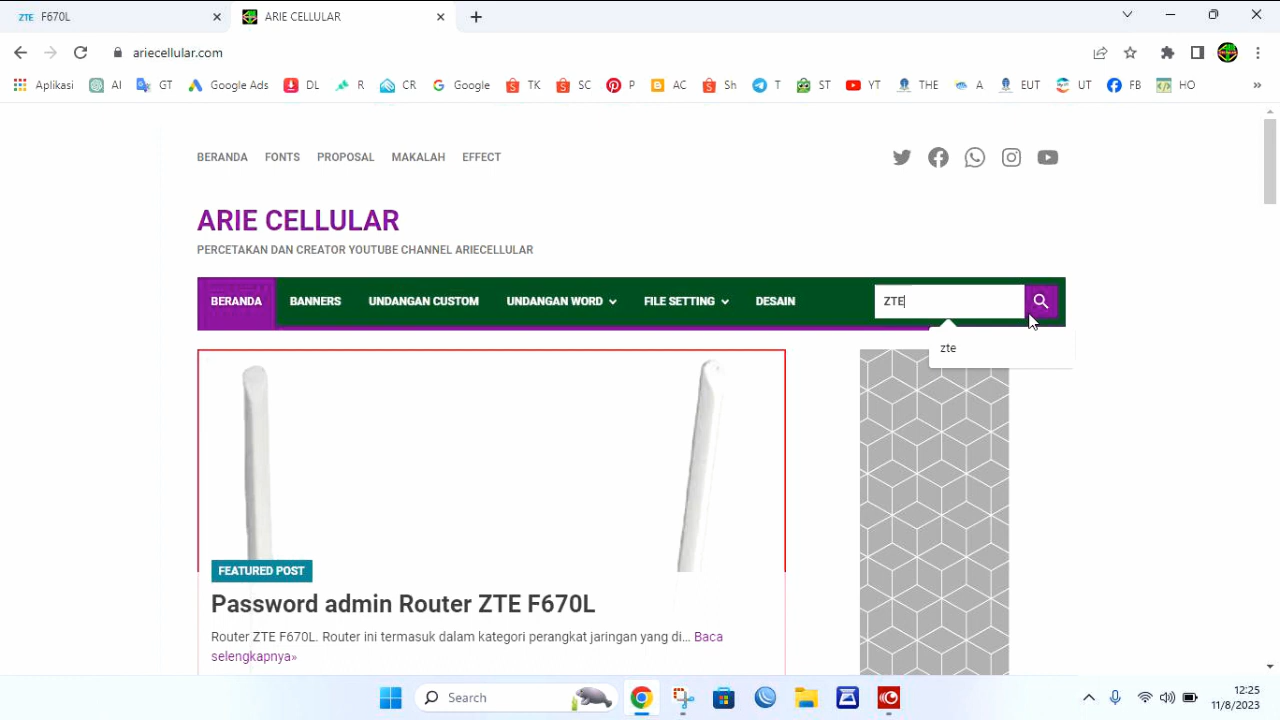 ZTE F670L
ARIE CELLULAR
ariecellular.com
Aplikasi AI GT Google Ads DL R CR Google TK SC P AC Sh T ST YT THE A EUT UT FB HO »
BERANDA FONTS PROPOSAL MAKALAH EFFECT
ARIE CELLULAR
PERCETAKAN DAN CREATOR YOUTUBE CHANNEL ARIECELLULAR
BERANDA BANNERS UNDANGAN CUSTOM UNDANGAN WORD FILE SETTING DESAIN ZTE
zte
FEATURED POST
Password admin Router ZTE F670L
Router ZTE F670L. Router ini termasuk dalam kategori perangkat jaringan yang di... Baca
selengkapnya»
Search
12:25
11/8/2023